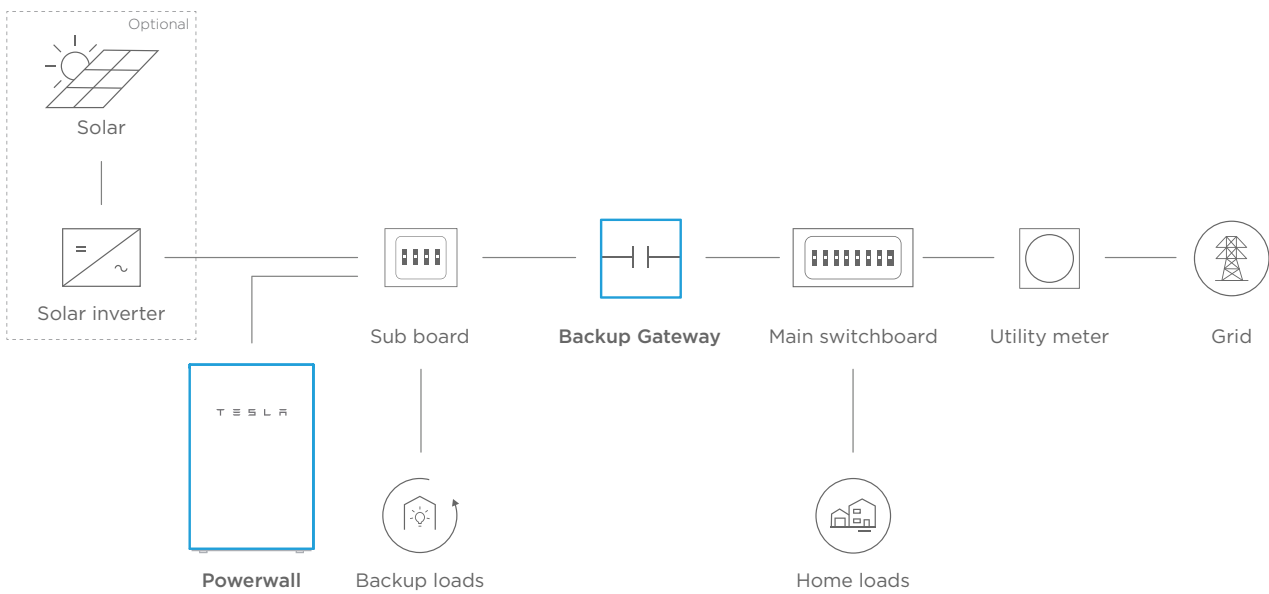 Optional
Solar
Solar inverter
Sub board
Backup Gateway
Main switchboard
Utility meter
Grid
TESLA
Powerwall
Backup loads
Home loads